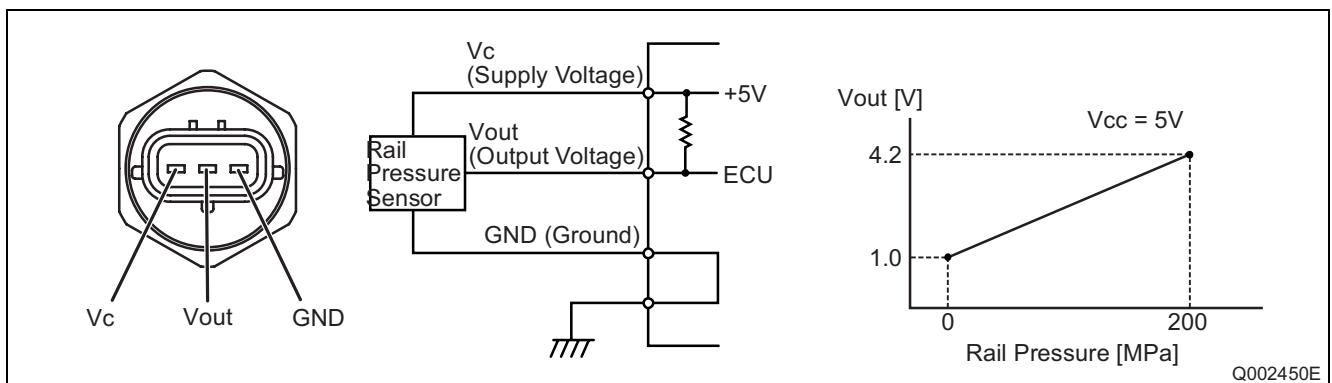 Vc
Vout
GND
Vc
(Supply Voltage)
+5V
Vout
(Output Voltage)
ECU
Rail
Pressure
Sensor
GND (Ground)
Vout [V]
Vcc = 5V
4.2
1.0
0
200
Rail Pressure [MPa]
Q002450E